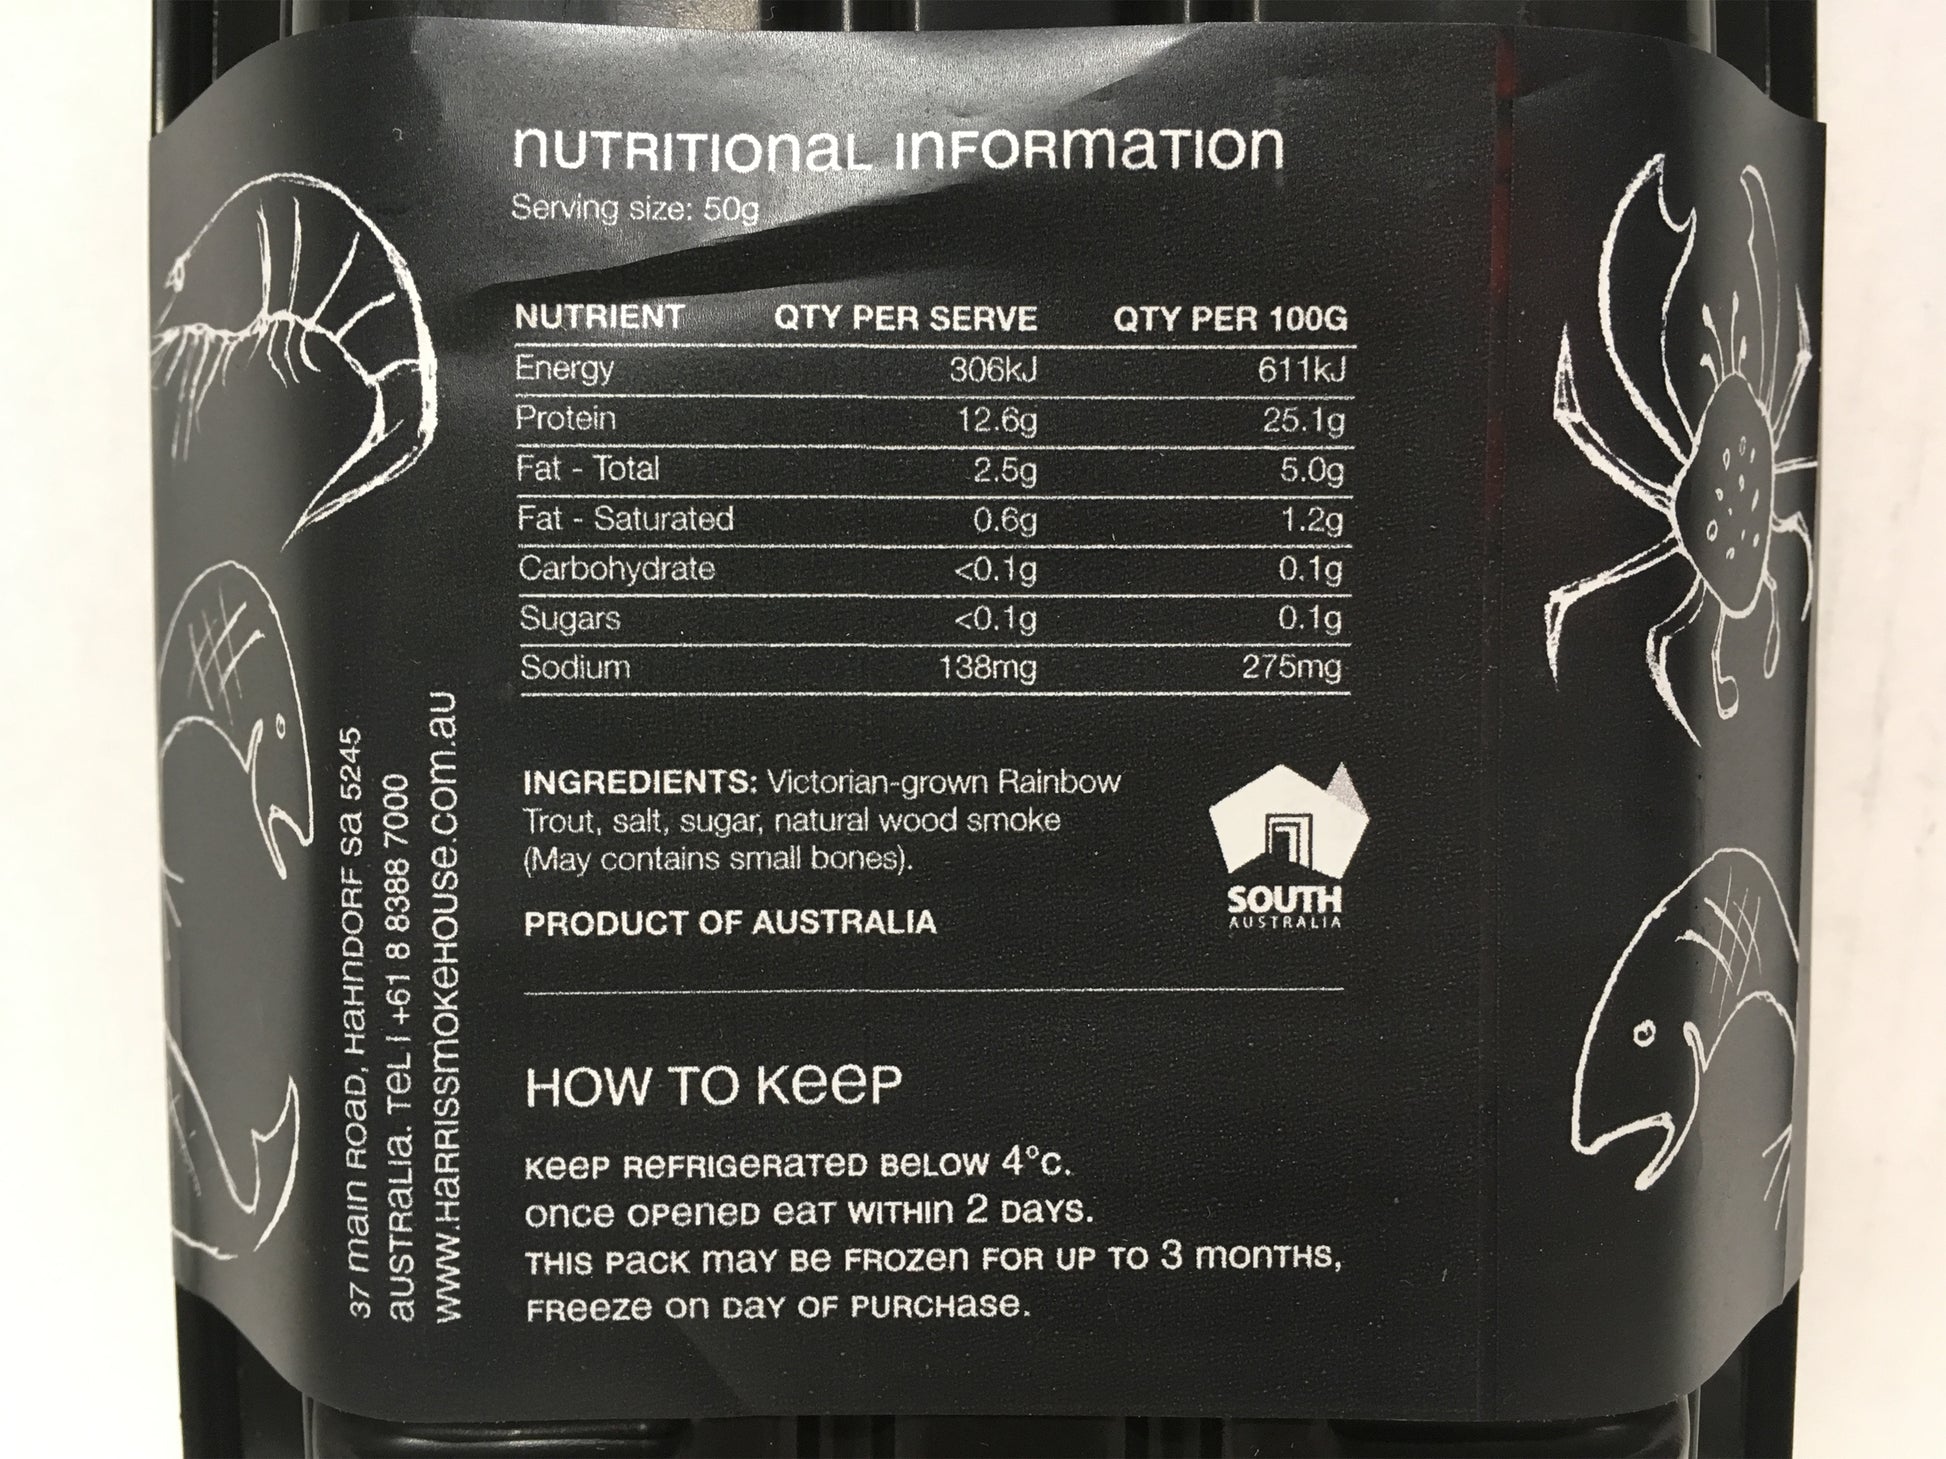 nUTRITIonaL InFORmaTIOn
Serving size: 50g
NUTRIENT QTY PER SERVE QTY PER 100G
Energy 306kJ 611kJ
Protein 12.6g 25.1g
Fat - Total 2.5g 5.0g
Fat - Saturated 0.6g 1.2g
Carbohydrate <0.1g 0.1g
Sugars <0.1g 0.1g
Sodium 138mg 275mg
INGREDIENTS: Victorian-grown Rainbow
Trout, salt, sugar, natural wood smoke
(May contains small bones).
PRODUCT OF AUSTRALIA
SOUTH
AUSTRALIA
HOW TO KeeP
KeeP ReFRIGeRaTeD BeLOW 4°c.
once OPeneD eaT WITHIn 2 DaYS.
THIS PacK maY Be FROZen FOR UP TO 3 monTHS,
FReeze on DaY OF PURCHase.
37 main ROaD, HaHnDORF Sa 5245
aUSTRaLIa. TeL | +61 8 8388 7000
WWW.HaRRISSmOKeHOUSe.com.au